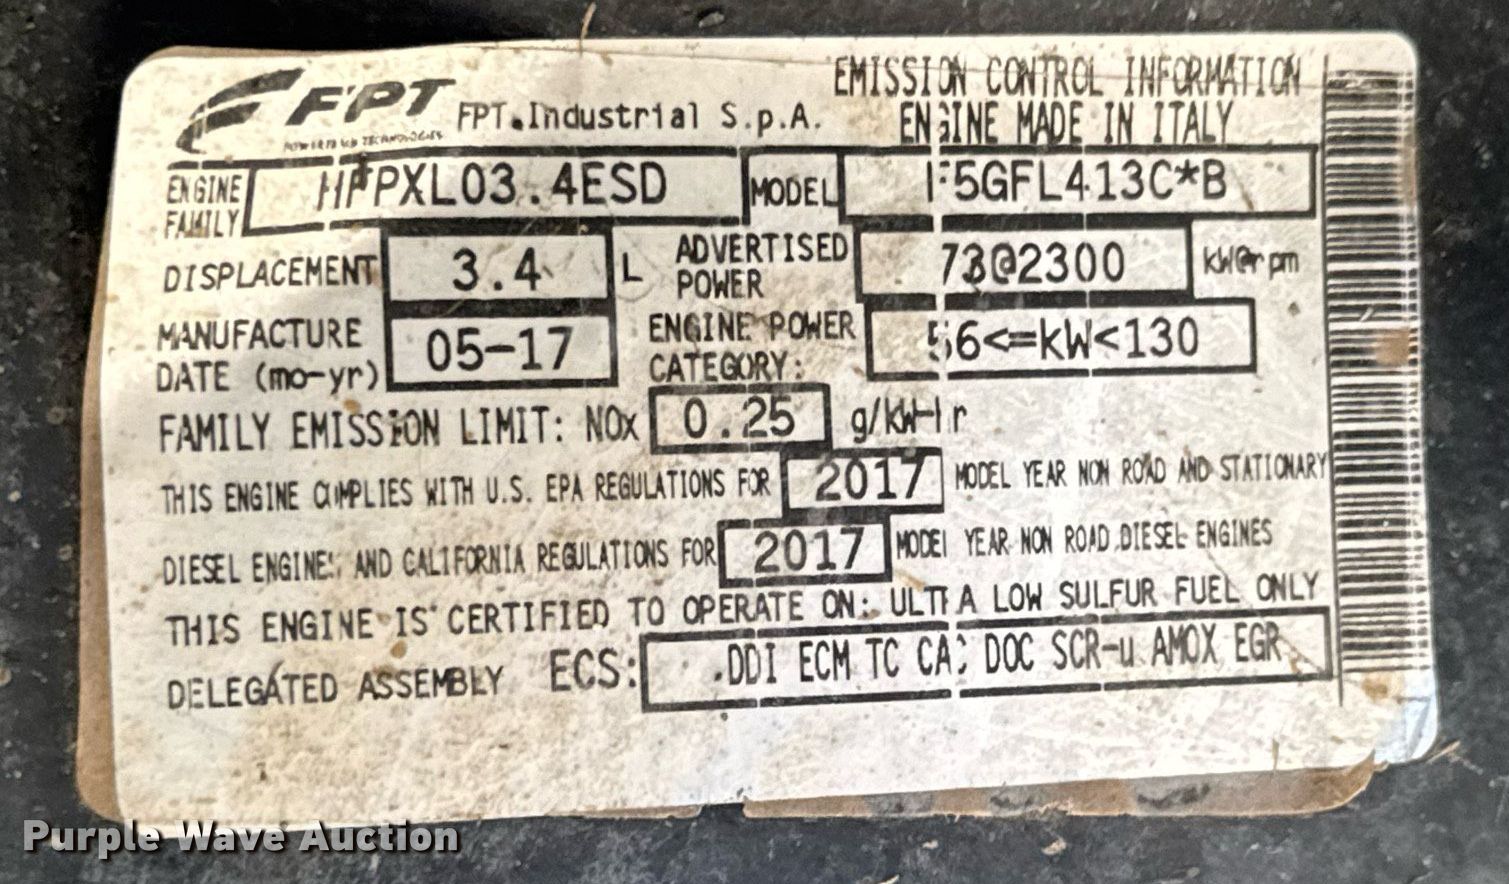 FPT
POWERTRAIN TECHNOLOGIES
FPT Industrial S.p.A.
EMISSION CONTROL INFORMATION
ENGINE MADE IN ITALY
ENGINE FAMILY HFPXL03.4ESD MODEL F5GFL413C*B
DISPLACEMENT 3.4 L ADVERTISED POWER 73@2300 kW@rpm
MANUFACTURE DATE (mo-yr) 05-17 ENGINE POWER CATEGORY: 56<=kW<130
FAMILY EMISSION LIMIT: NOx 0.25 g/kW-Hr
THIS ENGINE COMPLIES WITH U.S. EPA REGULATIONS FOR 2017 MODEL YEAR NON ROAD AND STATIONARY
DIESEL ENGINES AND CALIFORNIA REGULATIONS FOR 2017 MODEL YEAR NON ROAD DIESEL ENGINES
THIS ENGINE IS CERTIFIED TO OPERATE ON: ULTRA LOW SULFUR FUEL ONLY
DELEGATED ASSEMBLY ECS: DDI ECM TC CAC DOC SCR-u AMOX EGR
Purple Wave Auction